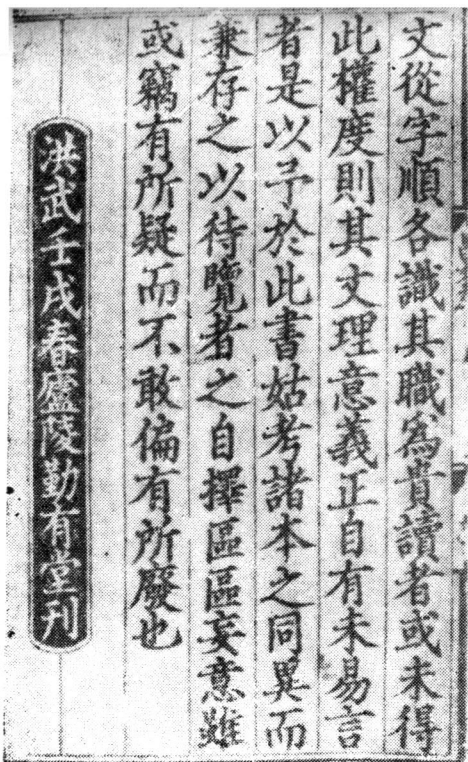 文從字順各識其職爲貴讀者或未得
此權度則其文理意義正自有未易言
者是以予於此書姑考諸本之同異而
兼存之以待覽者之自擇區區妄意雖
或竊有所疑而不敢偏有所廢也
洪武壬戌春廬陵勤有堂刊